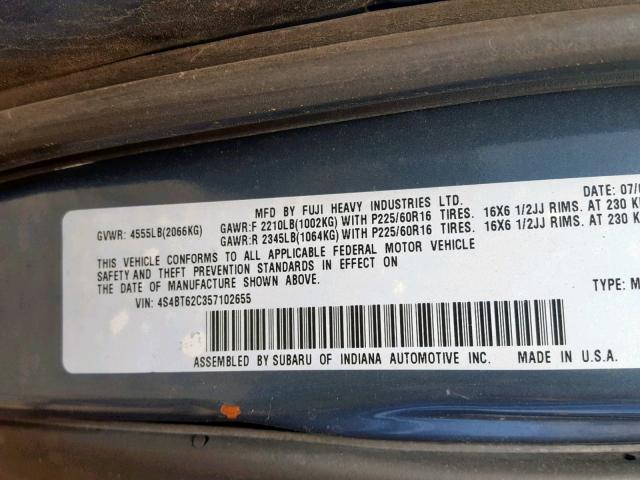 MFD BY FUJI HEAVY INDUSTRIES LTD. DATE: 07/
GVWR: 4555LB(2066KG) GAWR:F 2210LB(1002KG) WITH P225/60R16 TIRES. 16X6 1/2JJ RIMS. AT 230 K
GAWR:R 2345LB(1064KG) WITH P225/60R16 TIRES. 16X6 1/2JJ RIMS. AT 230 K
THIS VEHICLE CONFORMS TO ALL APPLICABLE FEDERAL MOTOR VEHICLE
SAFETY AND THEFT PREVENTION STANDARDS IN EFFECT ON
THE DATE OF MANUFACTURE SHOWN ABOVE.
VIN: 4S4BT62C357102655 TYPE: M
ASSEMBLED BY SUBARU OF INDIANA AUTOMOTIVE INC. MADE IN U.S.A.